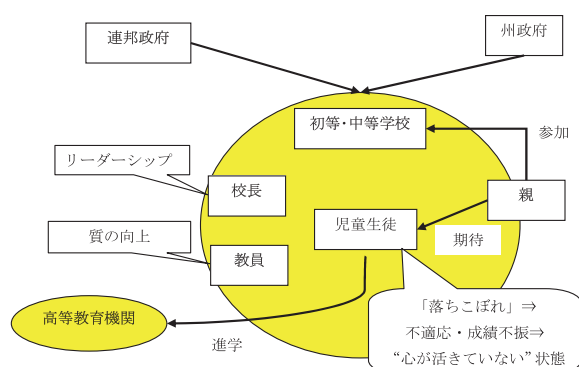 連邦政府
州政府
初等・中等学校
参加
リーダーシップ
校長
親
児童生徒
期待
質の向上
教員
高等教育機関
進学
「落ちこぼれ」⇒
不適応・成績不振⇒
“心が活きていない”状態